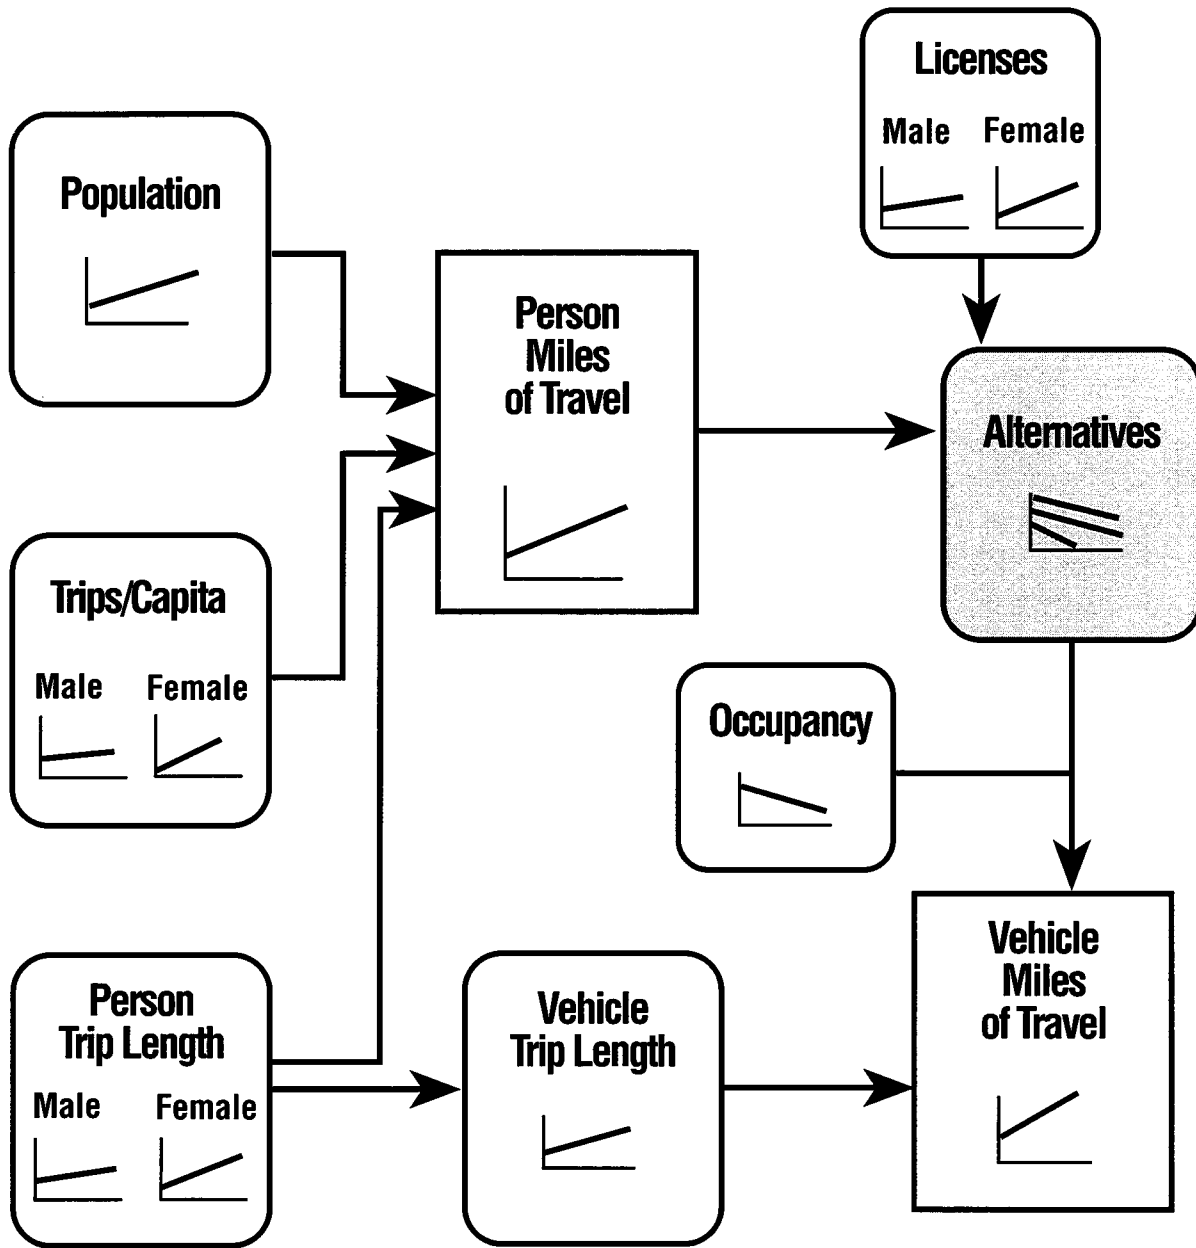 Licenses
Male Female
Population
Person
Miles
of Travel
Alternatives
Trips/Capita
Male Female
Occupancy
Person
Trip Length
Male Female
Vehicle
Trip Length
Vehicle
Miles
of Travel